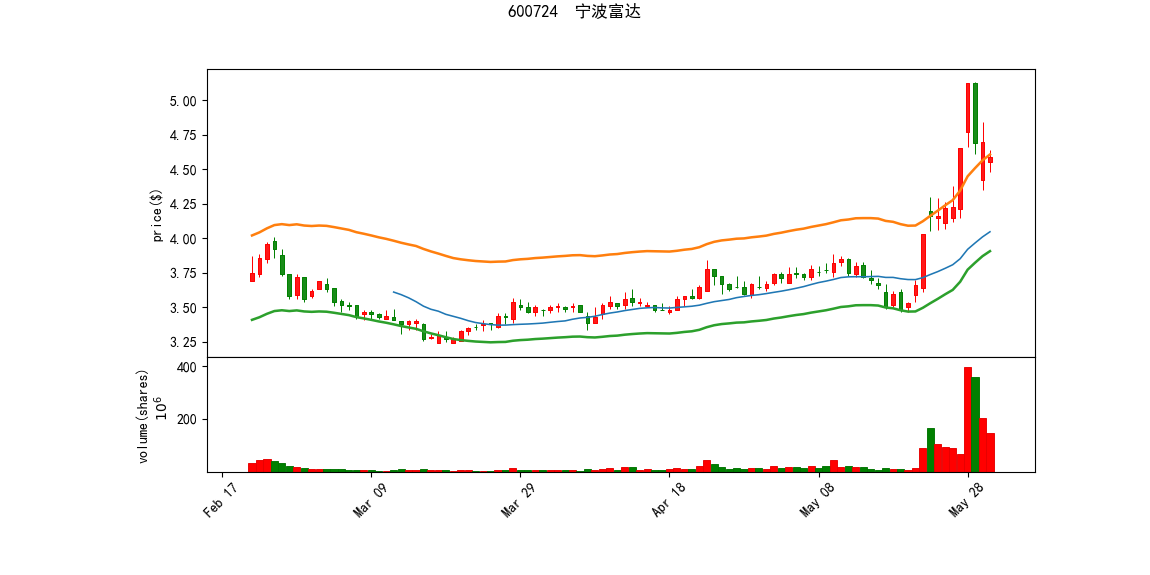 600724 宁波富达
price($)
5.00
4.75
4.50
4.25
4.00
3.75
3.50
3.25
volume(shares)
10^6
400
200
Feb 17
Mar 09
Mar 29
Apr 18
May 08
May 28